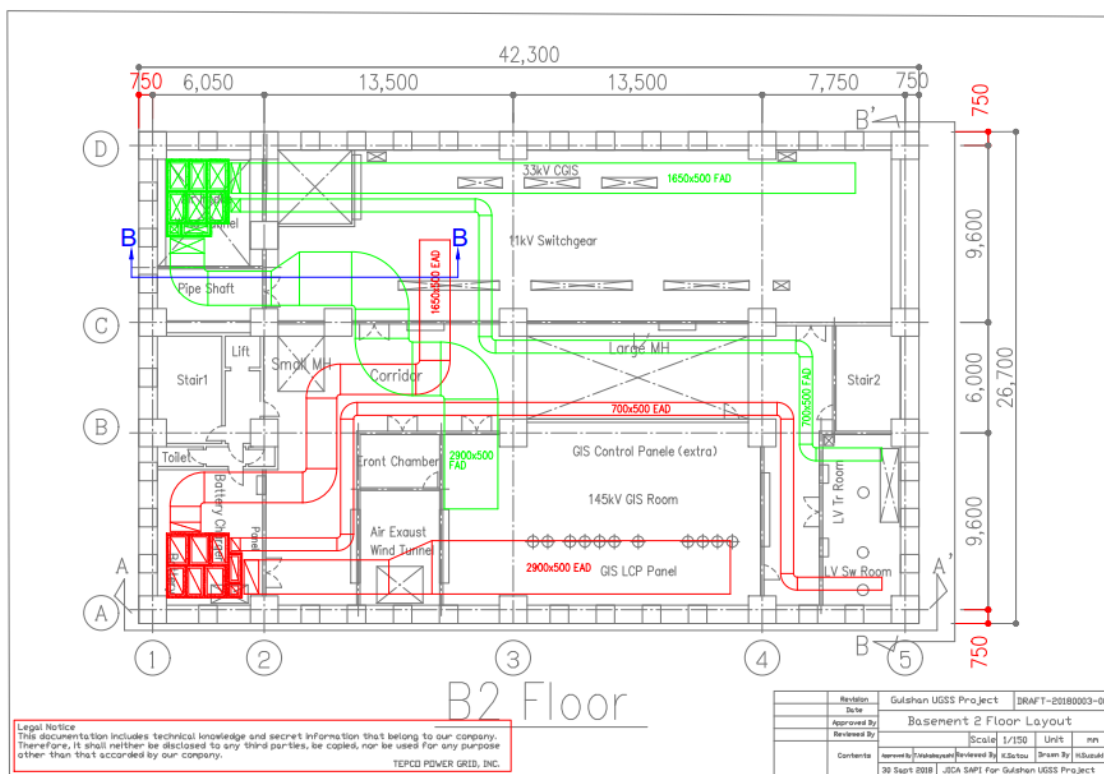 42,300
750
6,050
13,500
13,500
7,750
750
B'
750
D
33kV CGIS
1650x500 FAD
B
B
11kV Switchgear
9,600
Pipe Shaft
1650x500 EAD
C
Lift
Small MH
Large MH
Stair1
Corridor
Stair2
6,000
26,700
700x500 EAD
700x500 FAD
B
GIS Control Panele (extra)
Toilet
Front Chamber
2900x500
FAD
Battery Charger
145kV GIS Room
LV Tr Room
9,600
Panel
Air Exaust
Wind Tunnel
A
2900x500 EAD
GIS LCP Panel
LV Sw Room
A'
A
B
750
1
2
3
4
5
B2 Floor
Legal Notice
This documentation includes technical knowledge and secret information that belong to our company.
Therefore, it shall neither be disclosed to any third parties, be copied, nor be used for any purpose
other than that accorded by our company.
TEPCO POWER GRID, INC.
Revision
Gulshan UGSS Project
Date
Approved By
Basement 2 Floor Layout
Reviewed By
Scale
1/150
Unit
mm
Contents
Approved By
Reviewed By
K.Satou
Drawn By
H.Suzuki
30 Sapt 2018
JICA SAPI for Gulshan UGSS Project